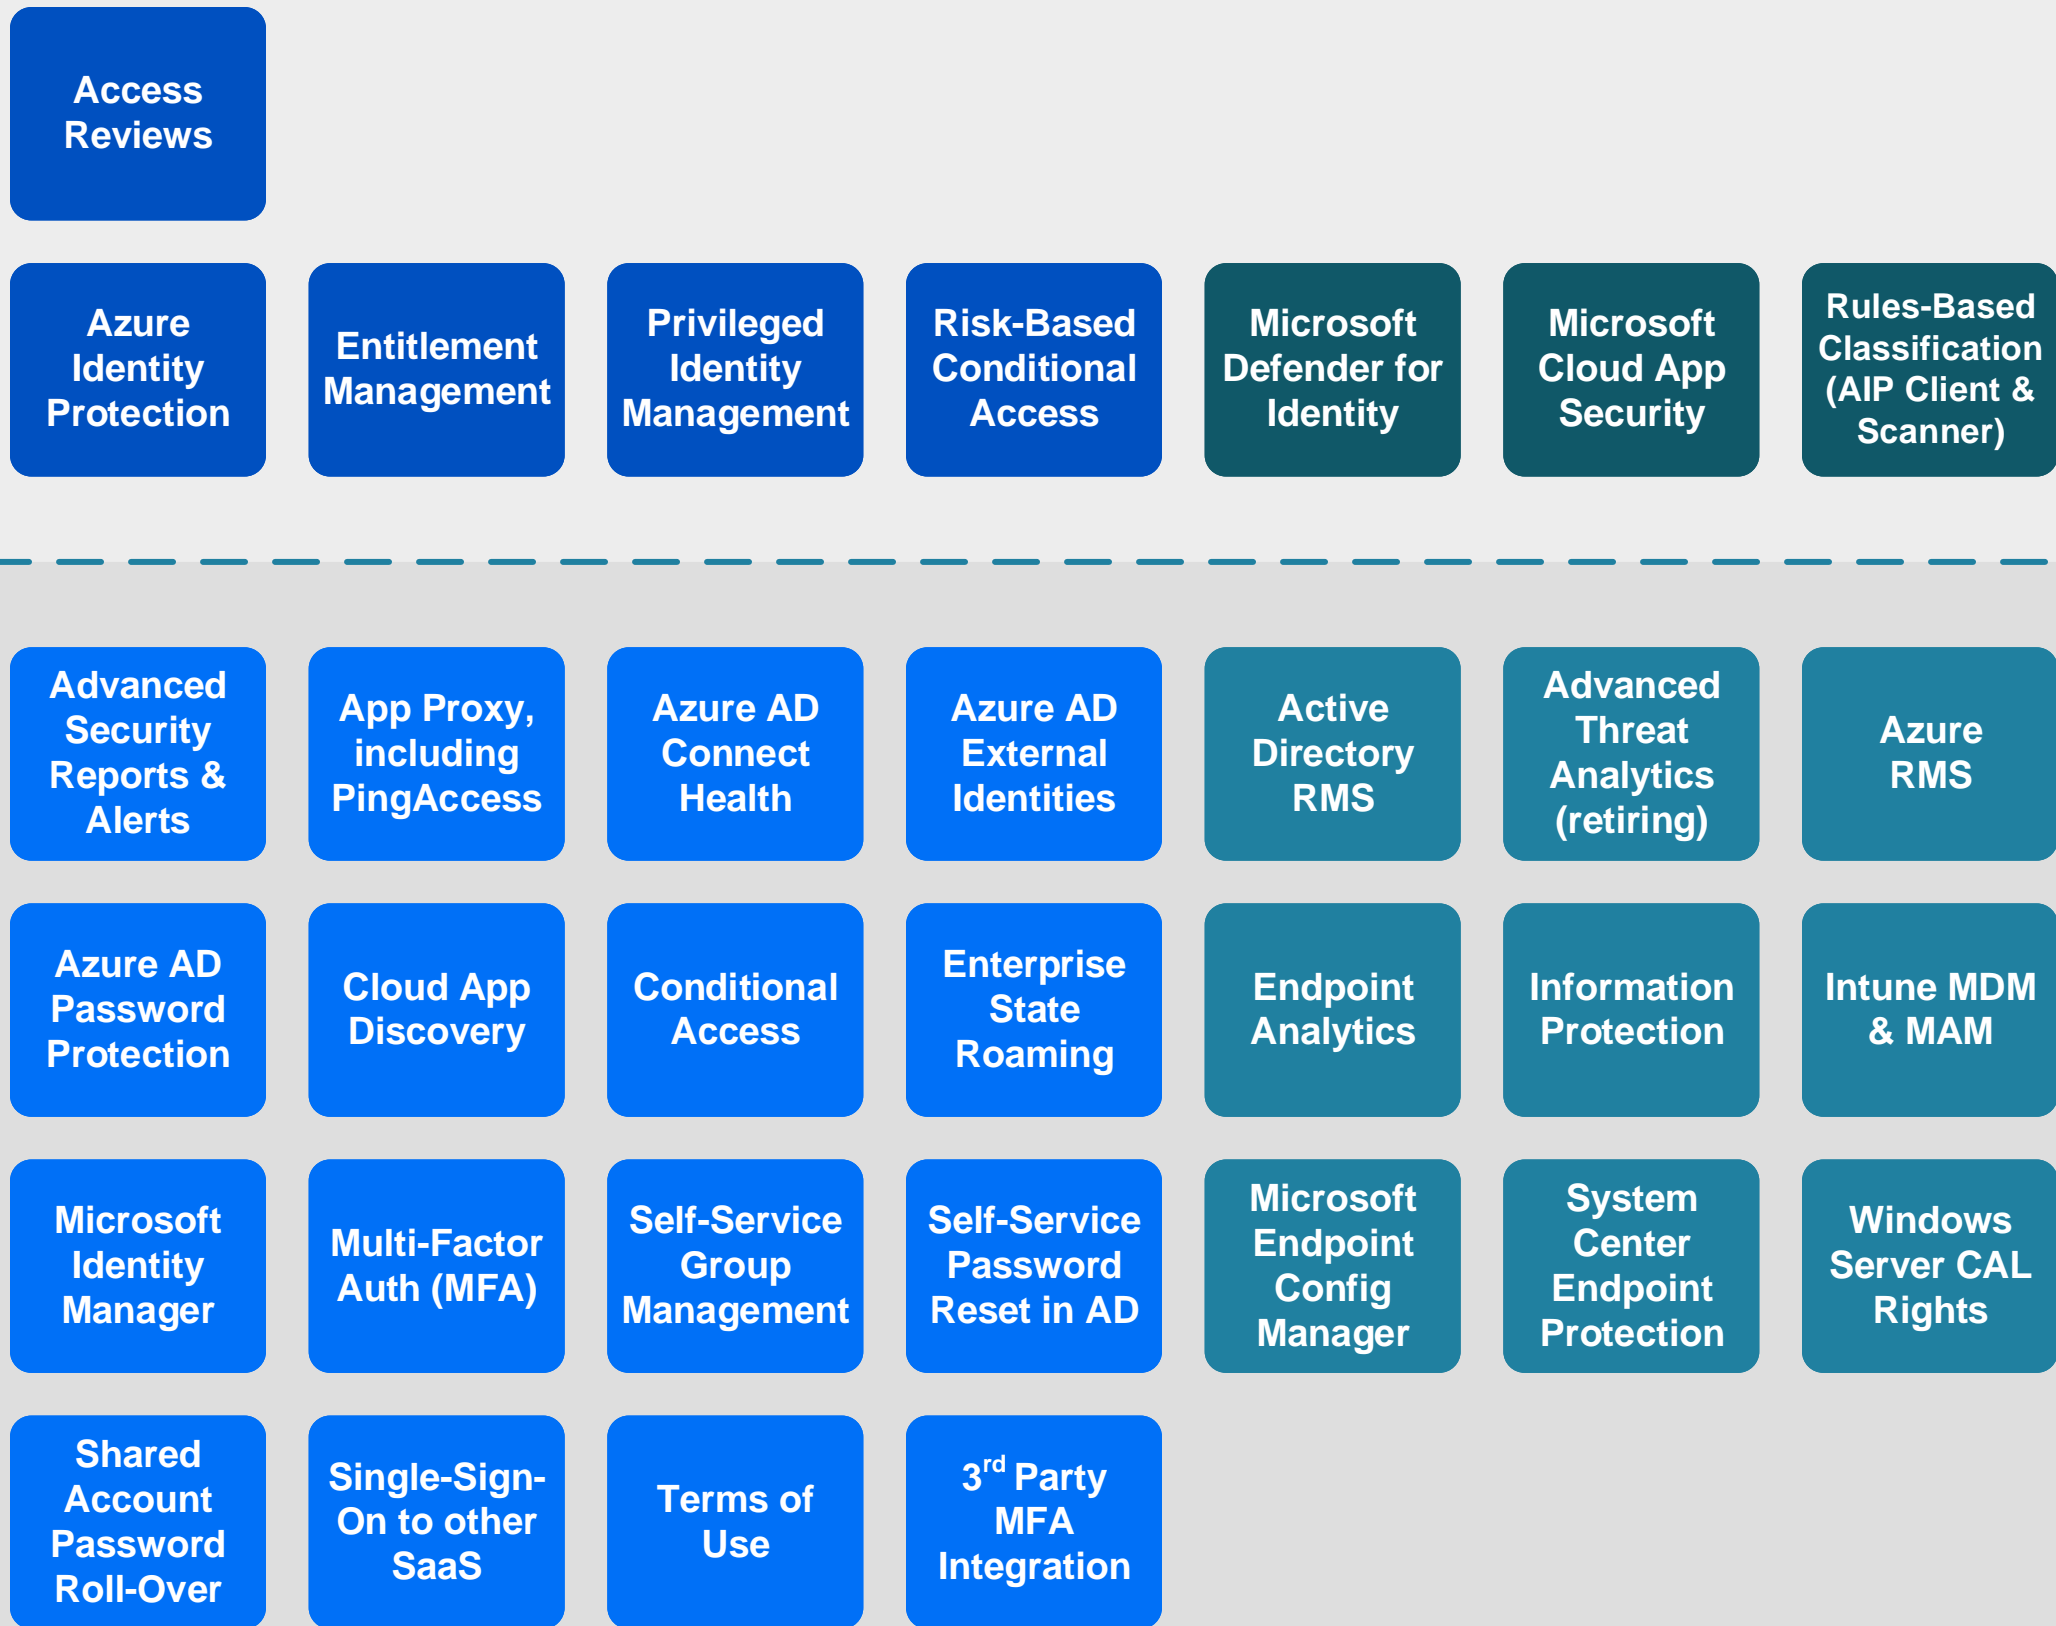 Access
Reviews
Azure
Identity
Protection
Entitlement
Management
Privileged
Identity
Management
Risk-Based
Conditional
Access
Microsoft
Defender for
Identity
Microsoft
Cloud App
Security
Rules-Based
Classification
(AIP Client &
Scanner)
Advanced
Security
Reports &
Alerts
App Proxy,
including
PingAccess
Azure AD
Connect
Health
Azure AD
External
Identities
Active
Directory
RMS
Advanced
Threat
Analytics
(retiring)
Azure
RMS
Azure AD
Password
Protection
Cloud App
Discovery
Conditional
Access
Enterprise
State
Roaming
Endpoint
Analytics
Information
Protection
Intune MDM
& MAM
Microsoft
Identity
Manager
Multi-Factor
Auth (MFA)
Self-Service
Group
Management
Self-Service
Password
Reset in AD
Microsoft
Endpoint
Config
Manager
System
Center
Endpoint
Protection
Windows
Server CAL
Rights
Shared
Account
Password
Roll-Over
Single-Sign-
On to other
SaaS
Terms of
Use
3rd Party
MFA
Integration